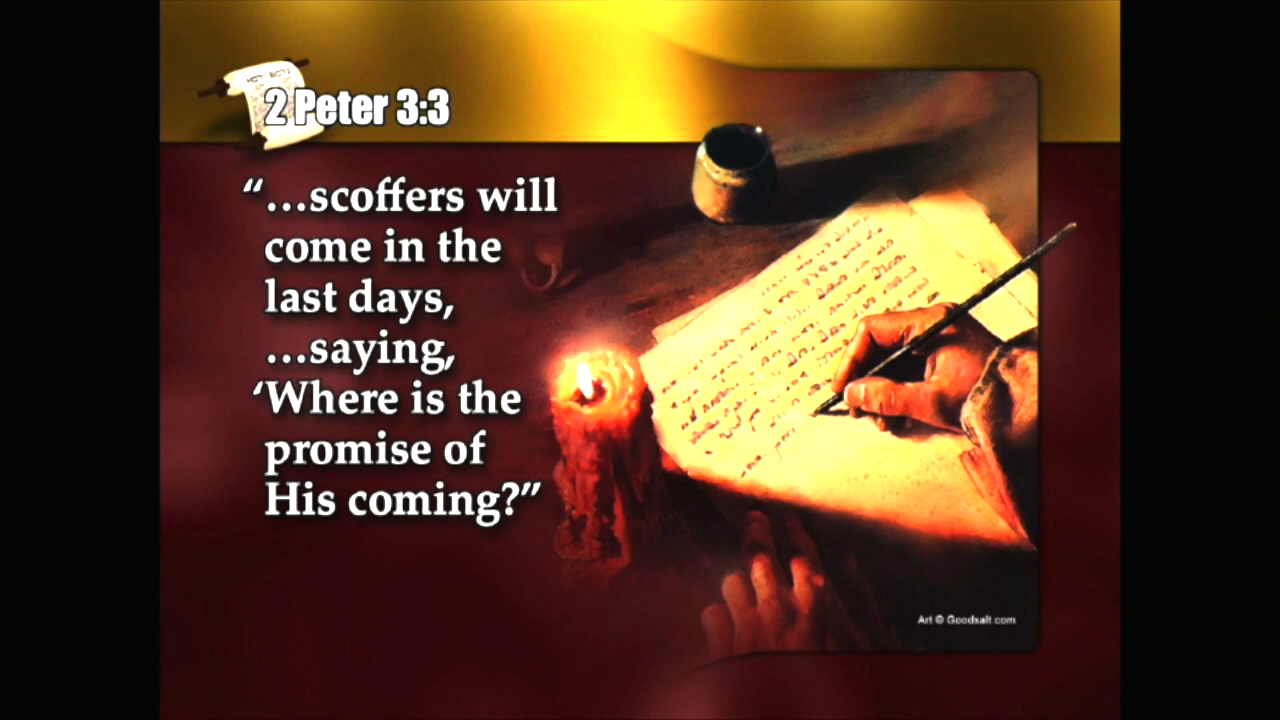 2 Peter 3:3
“…scoffers will
come in the
last days,
…saying,
‘Where is the
promise of
His coming?”
Art © Goodsalt.com